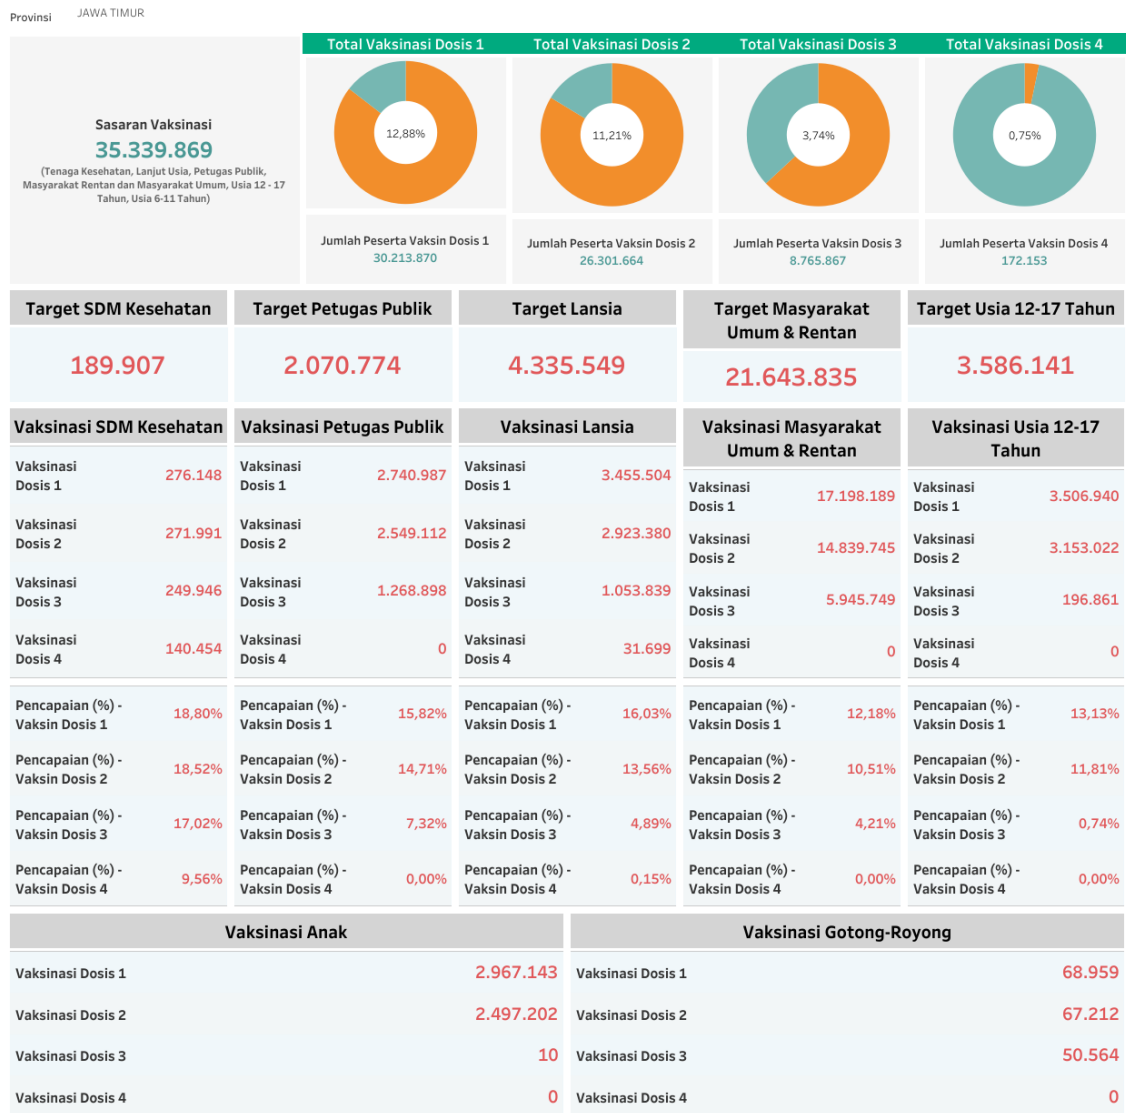 Provinsi JAWA TIMUR
Sasaran Vaksinasi
35.339.869
(Tenaga Kesehatan, Lanjut Usia, Petugas Publik,
Masyarakat Rentan dan Masyarakat Umum, Usia 12 - 17
Tahun, Usia 6-11 Tahun)
Total Vaksinasi Dosis 1
12,88%
Jumlah Peserta Vaksin Dosis 1
30.213.870
Total Vaksinasi Dosis 2
11,21%
Jumlah Peserta Vaksin Dosis 2
26.301.664
Total Vaksinasi Dosis 3
3,74%
Jumlah Peserta Vaksin Dosis 3
8.765.867
Total Vaksinasi Dosis 4
0,75%
Jumlah Peserta Vaksin Dosis 4
172.153
Target SDM Kesehatan
189.907
Target Petugas Publik
2.070.774
Target Lansia
4.335.549
Target Masyarakat
Umum & Rentan
21.643.835
Target Usia 12-17 Tahun
3.586.141
Vaksinasi SDM Kesehatan
Vaksinasi
Dosis 1
276.148
Vaksinasi
Dosis 2
271.991
Vaksinasi
Dosis 3
249.946
Vaksinasi
Dosis 4
140.454
Vaksinasi Petugas Publik
Vaksinasi
Dosis 1
2.740.987
Vaksinasi
Dosis 2
2.549.112
Vaksinasi
Dosis 3
1.268.898
Vaksinasi
Dosis 4
0
Vaksinasi Lansia
Vaksinasi
Dosis 1
3.455.504
Vaksinasi
Dosis 2
2.923.380
Vaksinasi
Dosis 3
1.053.839
Vaksinasi
Dosis 4
31.699
Vaksinasi Masyarakat
Umum & Rentan
Vaksinasi
Dosis 1
17.198.189
Vaksinasi
Dosis 2
14.839.745
Vaksinasi
Dosis 3
5.945.749
Vaksinasi
Dosis 4
0
Vaksinasi Usia 12-17
Tahun
Vaksinasi
Dosis 1
3.506.940
Vaksinasi
Dosis 2
3.153.022
Vaksinasi
Dosis 3
196.861
Vaksinasi
Dosis 4
0
Pencapaian (%) -
Vaksin Dosis 1
18,80%
Pencapaian (%) -
Vaksin Dosis 2
18,52%
Pencapaian (%) -
Vaksin Dosis 3
17,02%
Pencapaian (%) -
Vaksin Dosis 4
9,56%
Pencapaian (%) -
Vaksin Dosis 1
15,82%
Pencapaian (%) -
Vaksin Dosis 2
14,71%
Pencapaian (%) -
Vaksin Dosis 3
7,32%
Pencapaian (%) -
Vaksin Dosis 4
0,00%
Pencapaian (%) -
Vaksin Dosis 1
16,03%
Pencapaian (%) -
Vaksin Dosis 2
13,56%
Pencapaian (%) -
Vaksin Dosis 3
4,89%
Pencapaian (%) -
Vaksin Dosis 4
0,15%
Pencapaian (%) -
Vaksin Dosis 1
12,18%
Pencapaian (%) -
Vaksin Dosis 2
10,51%
Pencapaian (%) -
Vaksin Dosis 3
4,21%
Pencapaian (%) -
Vaksin Dosis 4
0,00%
Pencapaian (%) -
Vaksin Dosis 1
13,13%
Pencapaian (%) -
Vaksin Dosis 2
11,81%
Pencapaian (%) -
Vaksin Dosis 3
0,74%
Pencapaian (%) -
Vaksin Dosis 4
0,00%
Vaksinasi Anak
Vaksinasi Dosis 1 2.967.143
Vaksinasi Dosis 2 2.497.202
Vaksinasi Dosis 3 10
Vaksinasi Dosis 4 0
Vaksinasi Gotong-Royong
Vaksinasi Dosis 1 68.959
Vaksinasi Dosis 2 67.212
Vaksinasi Dosis 3 50.564
Vaksinasi Dosis 4 0